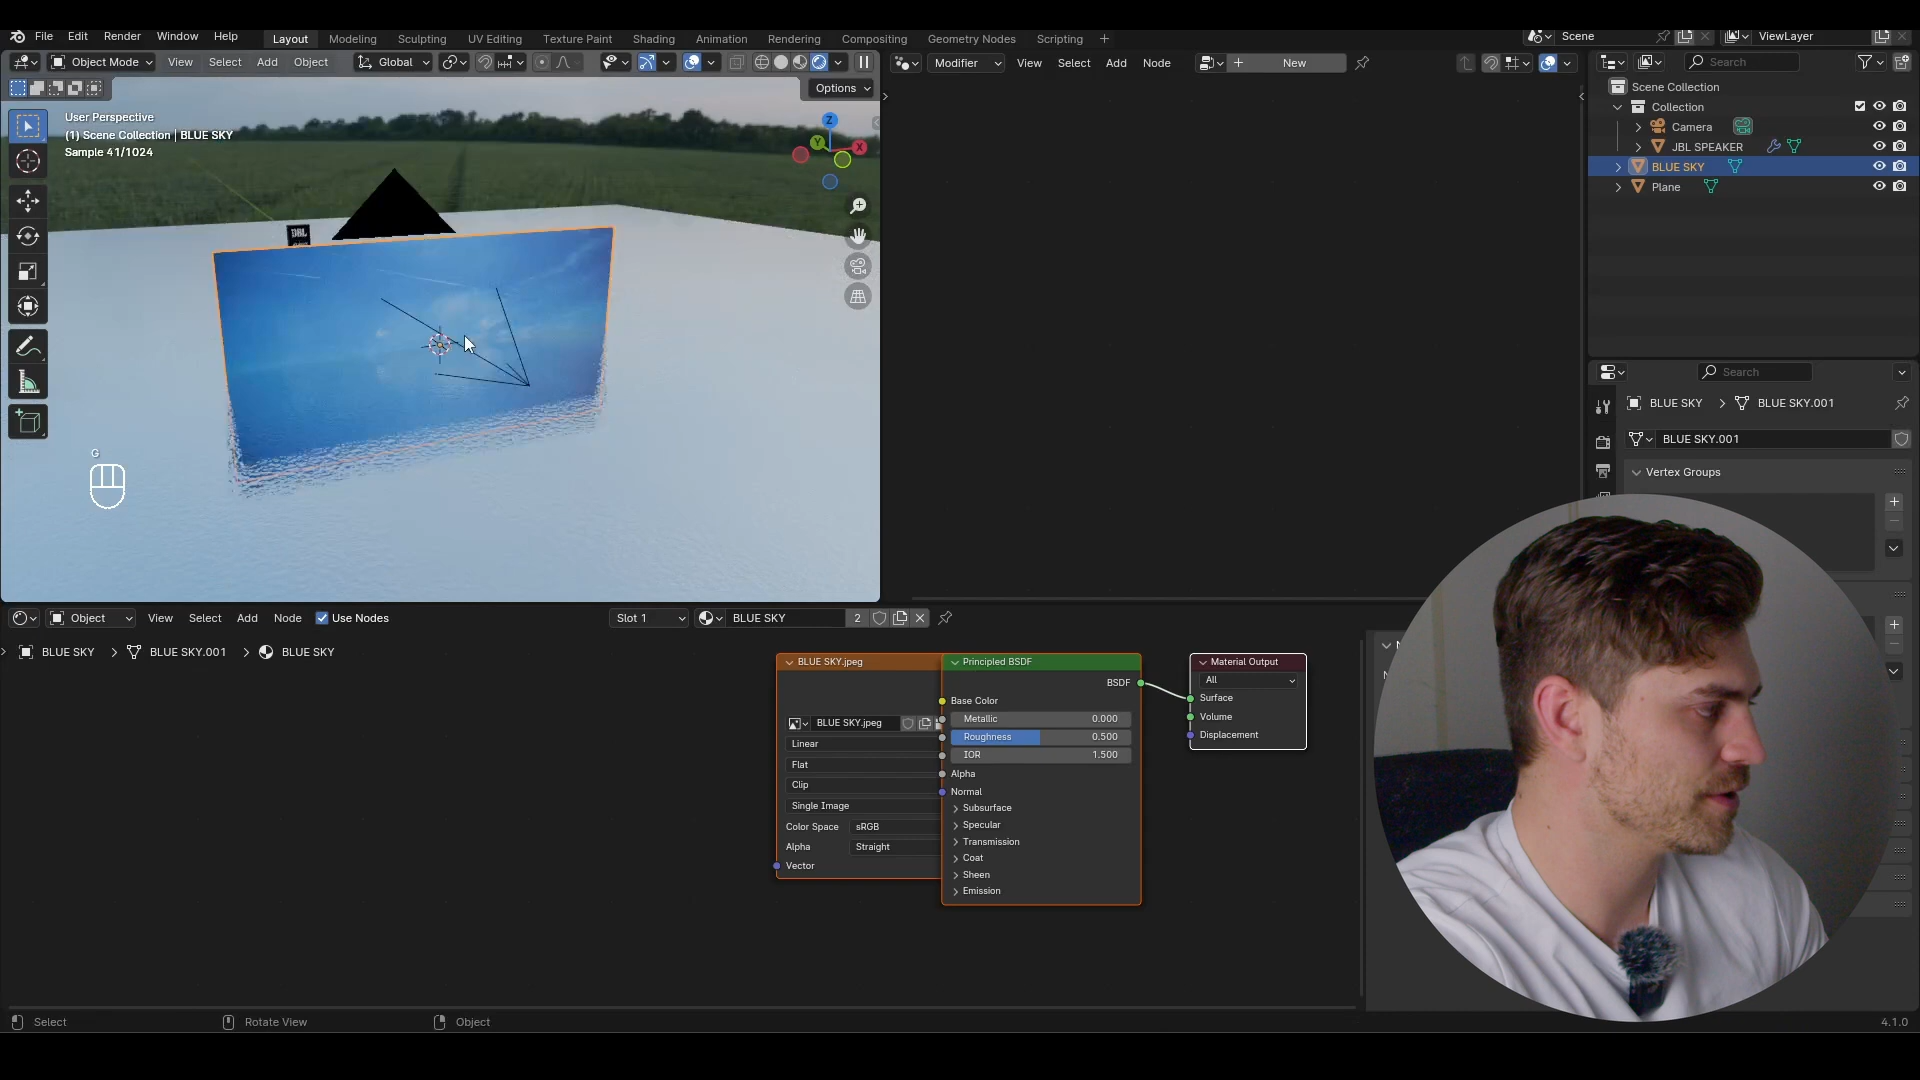 File Edit Render Window Help Layout Modeling Sculpting UV Editing Texture Paint Shading Animation Rendering Compositing Geometry Nodes Scripting + Scene ViewLayer
Object Mode View Select Add Object Global
Modifier View Select Add Node + New
Search
Options
User Perspective
(1) Scene Collection | BLUE SKY
Sample 41/1024
Z
Y
X
G
Scene Collection
Collection
Camera
JBL SPEAKER
BLUE SKY
Plane
Search
BLUE SKY > BLUE SKY.001
BLUE SKY.001
Vertex Groups
Object View Select Add Node Use Nodes Slot 1 BLUE SKY 2
BLUE SKY > BLUE SKY.001 > BLUE SKY
BLUE SKY.jpeg
BLUE SKY.jpeg
Linear
Flat
Clip
Single Image
Color Space sRGB
Alpha Straight
Vector
Principled BSDF
BSDF
Base Color
Metallic 0.000
Roughness 0.500
IOR 1.500
Alpha
Normal
Subsurface
Specular
Transmission
Coat
Sheen
Emission
Material Output
All
Surface
Volume
Displacement
Select Rotate View Object 4.1.0